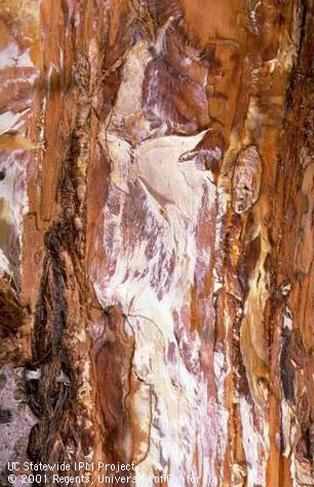 UC Statewide IPM Project
© 2001 Regents, University of California